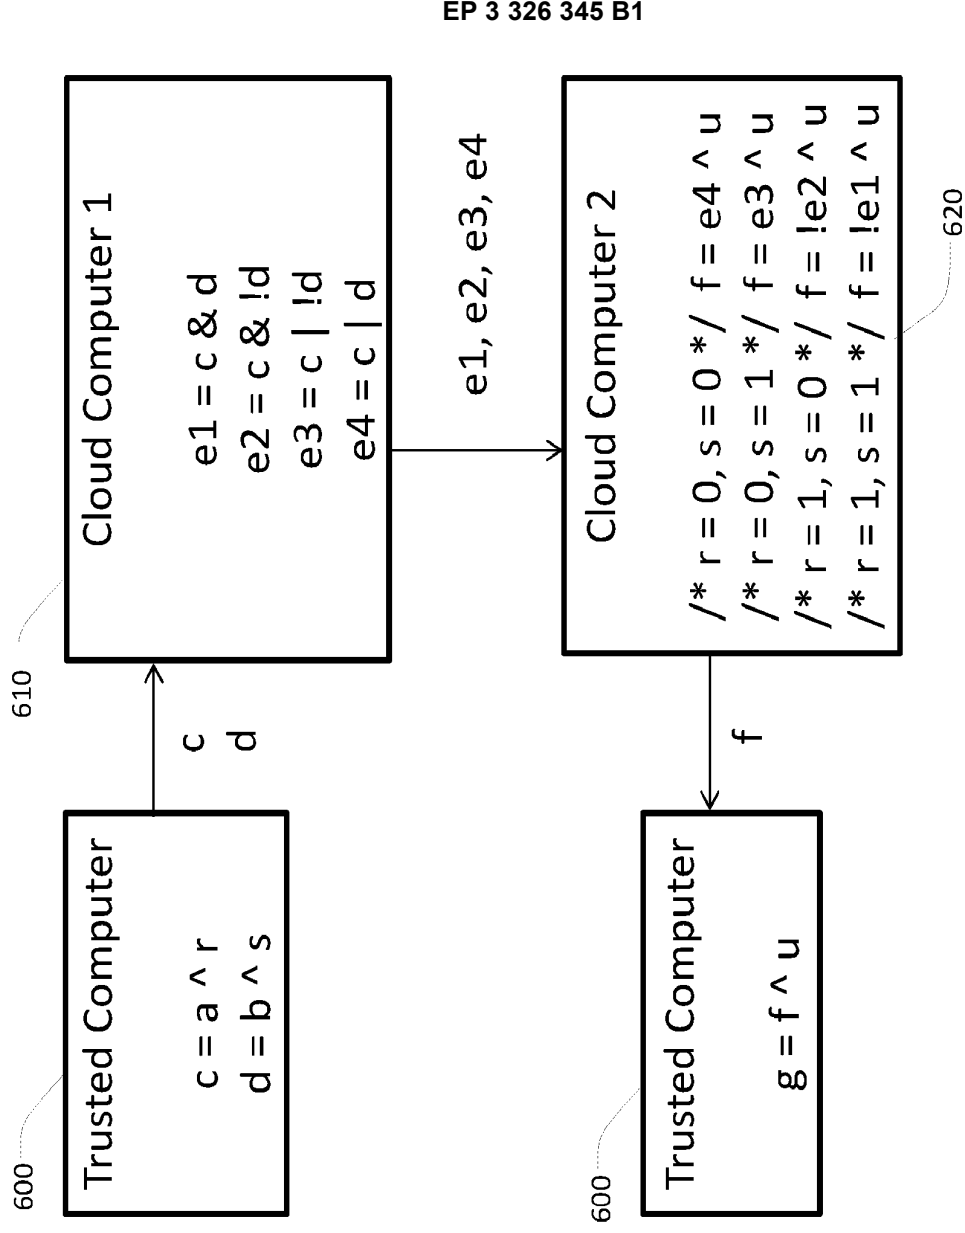 EP 3 326 345 B1
600
Trusted Computer
c = a ^ r
d = b ^ s
c
d
610
Cloud Computer 1
e1 = c & d
e2 = c & !d
e3 = c | !d
e4 = c | d
e1, e2, e3, e4
Cloud Computer 2
/* r = 0, s = 0 */ f = e4 ^ u
/* r = 0, s = 1 */ f = e3 ^ u
/* r = 1, s = 0 */ f = !e2 ^ u
/* r = 1, s = 1 */ f = !e1 ^ u
620
f
600
Trusted Computer
g = f ^ u